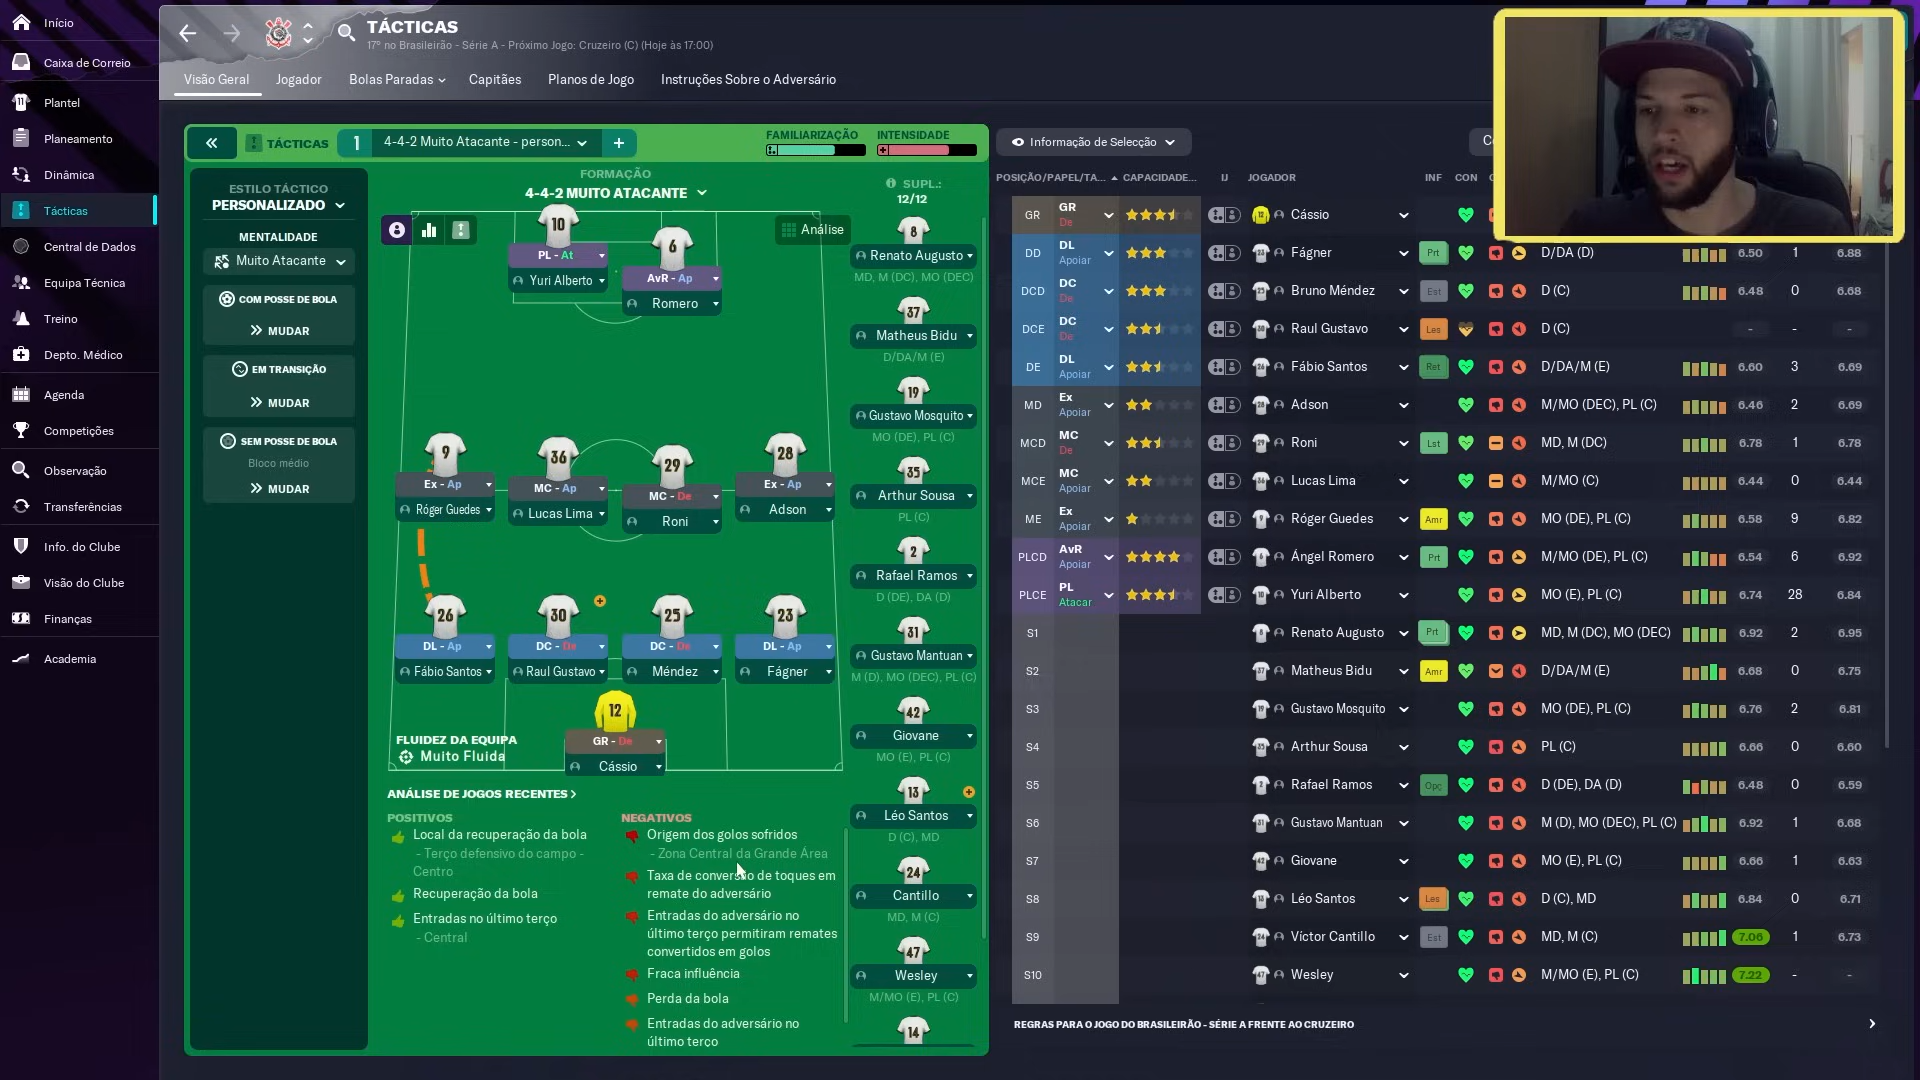 Início
Caixa de Correio
Plantel
Planeamento
Dinâmica
Tácticas
Central de Dados
Equipa Técnica
Treino
Depto. Médico
Agenda
Competições
Observação
Transferências
Info. do Clube
Visão do Clube
Finanças
Academia
TÁCTICAS
17º no Brasileirão - Série A - Próximo Jogo: Cruzeiro (C) (Hoje às 17:00)
Visão Geral
Jogador
Bolas Paradas
Capitães
Planos de Jogo
Instruções Sobre o Adversário
TÁCTICAS
1
4-4-2 Muito Atacante - person...
+
FAMILIARIZAÇÃO
INTENSIDADE
ESTILO TÁCTICO
PERSONALIZADO
MENTALIDADE
Muito Atacante
COM POSSE DE BOLA
MUDAR
EM TRANSIÇÃO
MUDAR
SEM POSSE DE BOLA
Bloco médio
MUDAR
FORMAÇÃO
4-4-2 MUITO ATACANTE
Análise
10
PL - At
Yuri Alberto
6
AvR - Ap
Romero
9
Ex - Ap
Róger Guedes
36
MC - Ap
Lucas Lima
29
MC - De
Roni
28
Ex - Ap
Adson
26
DL - Ap
Fábio Santos
30
DC - De
Raul Gustavo
25
DC - De
Méndez
23
DL - Ap
Fágner
12
GR - De
Cássio
FLUIDEZ DA EQUIPA
Muito Fluida
ANÁLISE DE JOGOS RECENTES >
POSITIVOS
Local da recuperação da bola
- Terço defensivo do campo -
Centro
Recuperação da bola
Entradas no último terço
- Central
NEGATIVOS
Origem dos golos sofridos
- Zona Central da Grande Área
Taxa de conversão de toques em
remate do adversário
Entradas do adversário no
último terço permitiram remates
convertidos em golos
Fraca influência
Perda da bola
Entradas do adversário no
último terço
SUPL.:
12/12
8
Renato Augusto
MD, M (DC), MO (DEC)
37
Matheus Bidu
D/DA/M (E)
19
Gustavo Mosquito
MO (DE), PL (C)
35
Arthur Sousa
PL (C)
2
Rafael Ramos
D (DE), DA (D)
31
Gustavo Mantuan
M (D), MO (DEC), PL (C)
42
Giovane
MO (E), PL (C)
13
Léo Santos
D (C), MD
24
Cantillo
MD, M (C)
47
Wesley
M/MO (E), PL (C)
14
Informação de Selecção
POSIÇÃO/PAPEL/TA... CAPACIDADE... IJ JOGADOR INF CON
GR GR De Cássio
DD DL Apoiar Fágner Prt D/DA (D) 6.50 1 6.88
DCD DC De Bruno Méndez Est D (C) 6.48 0 6.68
DCE DC De Raul Gustavo Les D (C) - - -
DE DL Apoiar Fábio Santos Ret D/DA/M (E) 6.60 3 6.69
MD Ex Apoiar Adson M/MO (DEC), PL (C) 6.46 2 6.69
MCD MC De Roni Lst MD, M (DC) 6.78 1 6.78
MCE MC Apoiar Lucas Lima M/MO (C) 6.44 0 6.44
ME Ex Apoiar Róger Guedes Amr MO (DE), PL (C) 6.58 9 6.82
PLCD AvR Apoiar Ángel Romero Prt M/MO (DE), PL (C) 6.54 6 6.92
PLCE PL Atacar Yuri Alberto MO (E), PL (C) 6.74 28 6.84
S1 Renato Augusto Prt MD, M (DC), MO (DEC) 6.92 2 6.95
S2 Matheus Bidu Amr D/DA/M (E) 6.68 0 6.75
S3 Gustavo Mosquito MO (DE), PL (C) 6.76 2 6.81
S4 Arthur Sousa PL (C) 6.66 0 6.60
S5 Rafael Ramos Opç D (DE), DA (D) 6.48 0 6.59
S6 Gustavo Mantuan M (D), MO (DEC), PL (C) 6.92 1 6.68
S7 Giovane MO (E), PL (C) 6.66 1 6.63
S8 Léo Santos Les D (C), MD 6.84 0 6.71
S9 Víctor Cantillo Est MD, M (C) 7.06 1 6.73
S10 Wesley M/MO (E), PL (C) 7.22 - -
REGRAS PARA O JOGO DO BRASILEIRÃO - SÉRIE A FRENTE AO CRUZEIRO